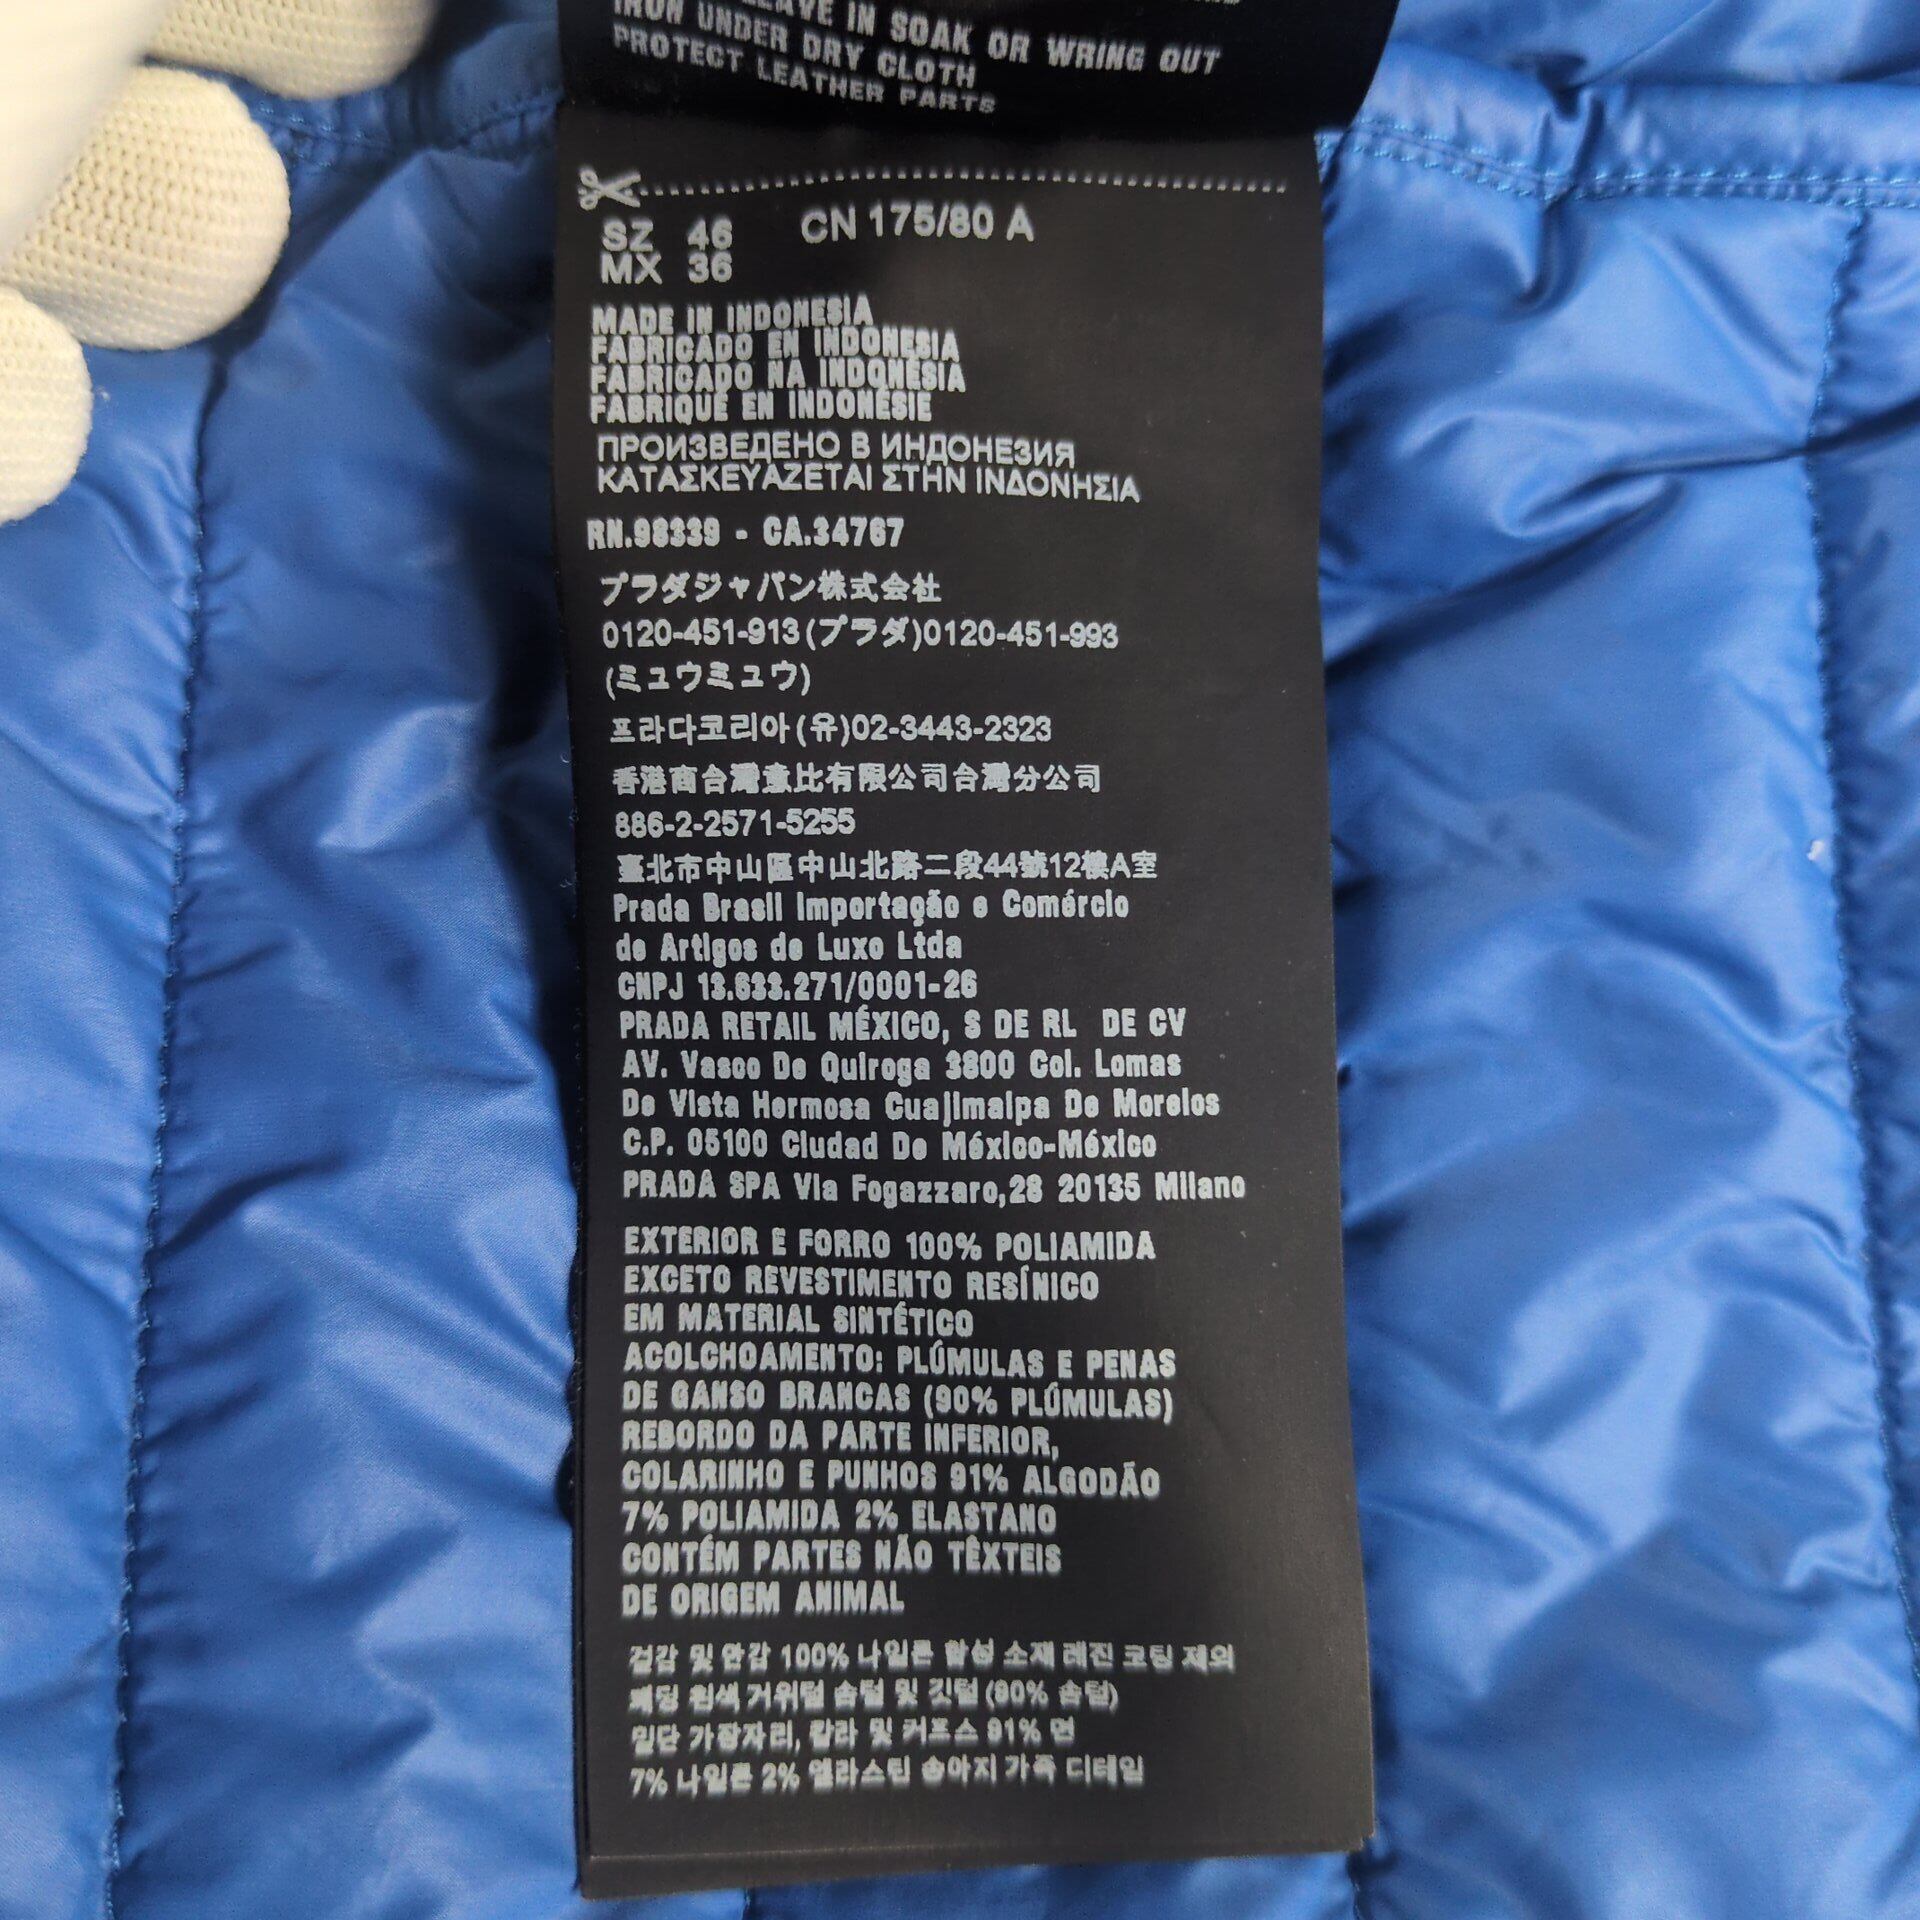 LEAVE IN SOAK OR WRING OUT
IRON UNDER DRY CLOTH
PROTECT LEATHER PARTS
SZ 46 CN 175/80 A
MX 36
MADE IN INDONESIA
FABRICADO EN INDONESIA
FABRICADO NA INDONÉSIA
FABRIQUÉ EN INDONÉSIE
ПРОИЗВЕДЕНО В ИНДОНЕЗИЯ
ΚΑΤΑΣΚΕΥΑΖΕΤΑΙ ΣΤΗΝ ΙΝΔΟΝΗΣΙΑ
RN.98339 - CA.34767
プラダジャパン株式会社
0120-451-913(プラダ)0120-451-993
(ミュウミュウ)
프라다코리아(유)02-3443-2323
香港商台灣意比有限公司台灣分公司
886-2-2571-5255
臺北市中山區中山北路二段44號12樓A室
Prada Brasil Importação e Comércio
de Artigos de Luxo Ltda
CNPJ 13.633.271/0001-26
PRADA RETAIL MÉXICO, S DE RL DE CV
AV. Vasco De Quiroga 3800 Col. Lomas
De Vista Hermosa Cuajimalpa De Morelos
C.P. 05100 Ciudad De México-México
PRADA SPA Via Fogazzaro,28 20135 Milano
EXTERIOR E FORRO 100% POLIAMIDA
EXCETO REVESTIMENTO RESÍNICO
EM MATERIAL SINTÉTICO
ACOLCHOAMENTO: PLÚMULAS E PENAS
DE GANSO BRANCAS (90% PLÚMULAS)
REBORDO DA PARTE INFERIOR,
COLARINHO E PUNHOS 91% ALGODÃO
7% POLIAMIDA 2% ELASTANO
CONTÉM PARTES NÃO TÊXTEIS
DE ORIGEM ANIMAL
겉감 및 안감 100% 나일론 합성 소재 레진 코팅 제외
패딩 흰색 거위털 솜털 및 깃털 (90% 솜털)
밑단 가장자리, 칼라 및 커프스 91% 면
7% 나일론 2% 엘라스틴 송아지 가죽 디테일